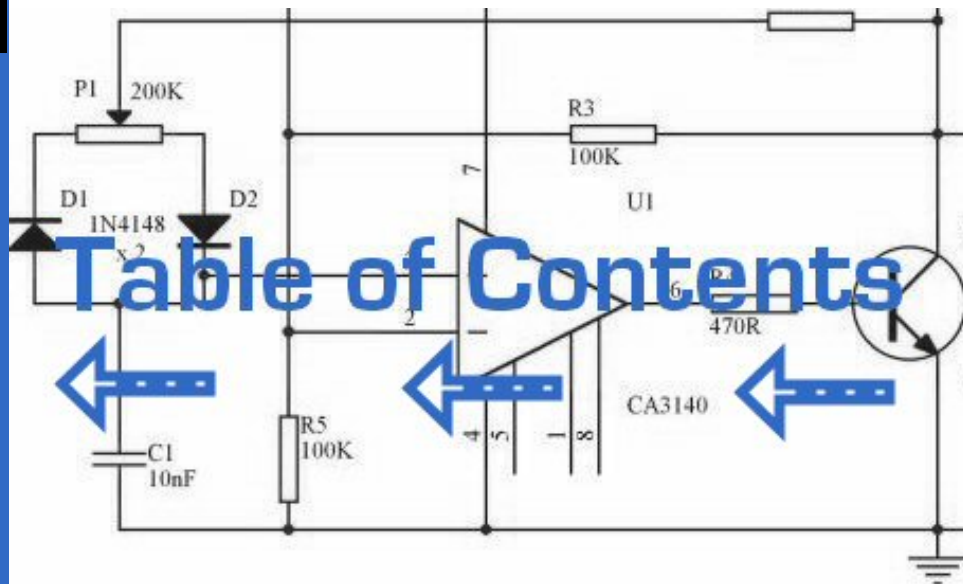 P1 200K
R3
100K
7
D1
1N4148
x 2
D2
U1
Table of Contents
2
6
470R
CA3140
4
5
1
8
R5
100K
C1
10nF